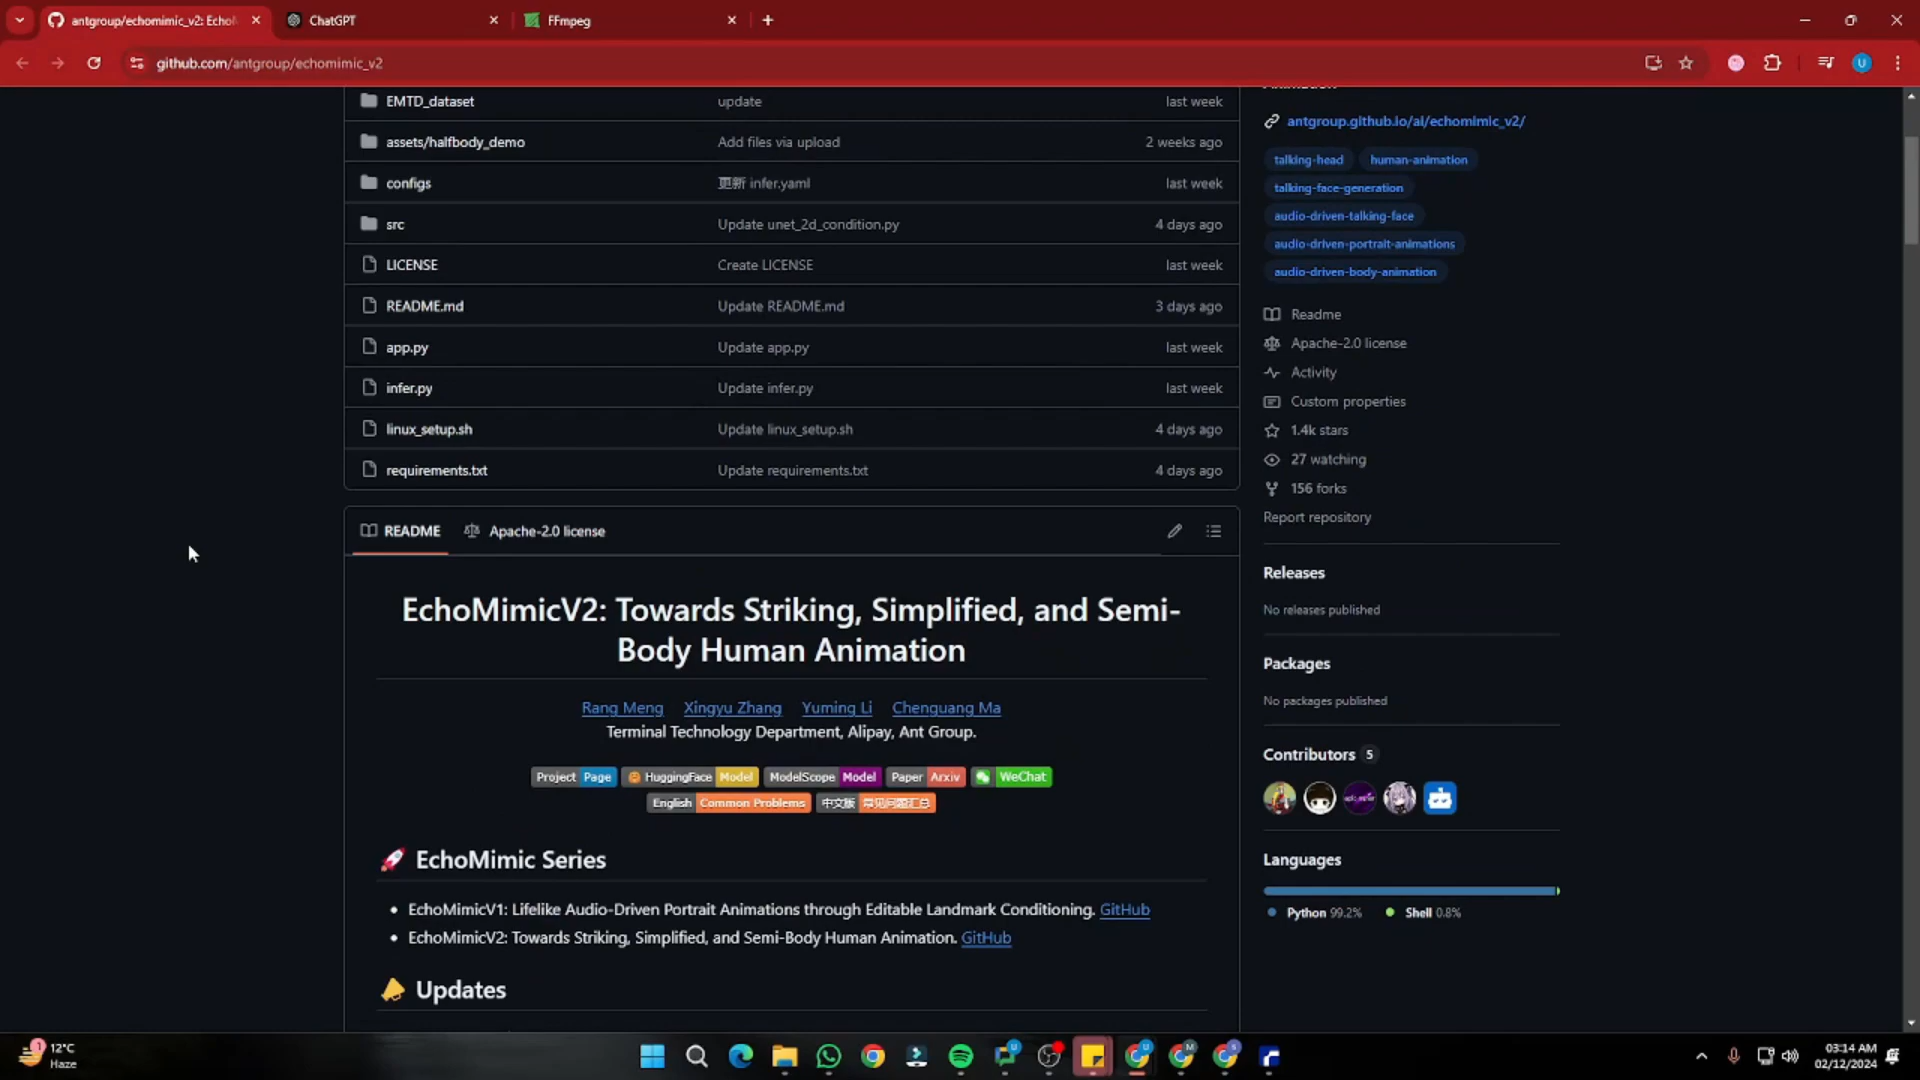 antgroup/echomimic_v2: Echo
ChatGPT
FFmpeg
github.com/antgroup/echomimic_v2
EMTD_dataset update last week
assets/halfbody_demo Add files via upload 2 weeks ago
configs 更新 infer.yaml last week
src Update unet_2d_condition.py 4 days ago
LICENSE Create LICENSE last week
README.md Update README.md 3 days ago
app.py Update app.py last week
infer.py Update infer.py last week
linux_setup.sh Update linux_setup.sh 4 days ago
requirements.txt Update requirements.txt 4 days ago
README Apache-2.0 license
EchoMimicV2: Towards Striking, Simplified, and Semi-
Body Human Animation
Rang Meng Xingyu Zhang Yuming Li Chenguang Ma
Terminal Technology Department, Alipay, Ant Group.
Project Page HuggingFace Model ModelScope Model Paper Arxiv WeChat
English Common Problems 中文版 常见问题汇总
🚀 EchoMimic Series
• EchoMimicV1: Lifelike Audio-Driven Portrait Animations through Editable Landmark Conditioning. GitHub
• EchoMimicV2: Towards Striking, Simplified, and Semi-Body Human Animation. GitHub
📣 Updates
Animation
antgroup.github.io/ai/echomimic_v2/
talking-head human-animation
talking-face-generation
audio-driven-talking-face
audio-driven-portrait-animations
audio-driven-body-animation
Readme
Apache-2.0 license
Activity
Custom properties
1.4k stars
27 watching
156 forks
Report repository
Releases
No releases published
Packages
No packages published
Contributors 5
Languages
Python 99.2% Shell 0.8%
1
12°C
Haze
03:14 AM
02/12/2024